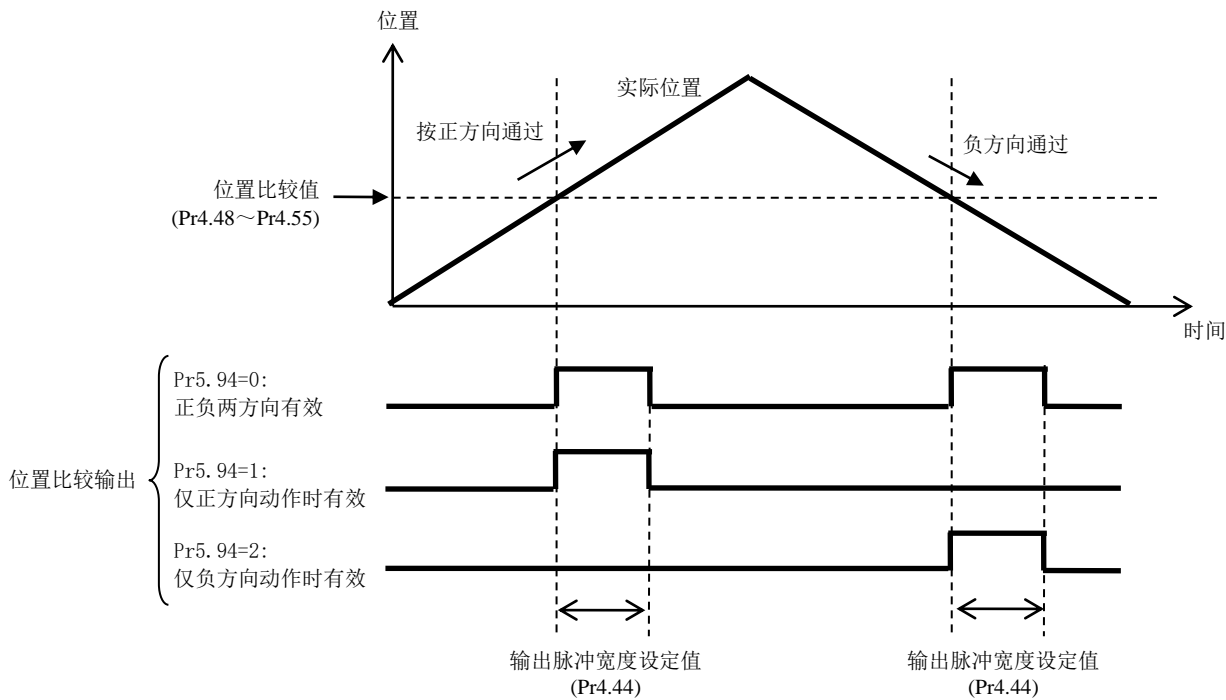 位置
实际位置
按正方向通过
负方向通过
位置比较值
(Pr4.48～Pr4.55)
时间
Pr5.94=0:
正负两方向有效
位置比较输出
Pr5.94=1:
仅正方向动作时有效
Pr5.94=2:
仅负方向动作时有效
输出脉冲宽度设定值
(Pr4.44)
输出脉冲宽度设定值
(Pr4.44)